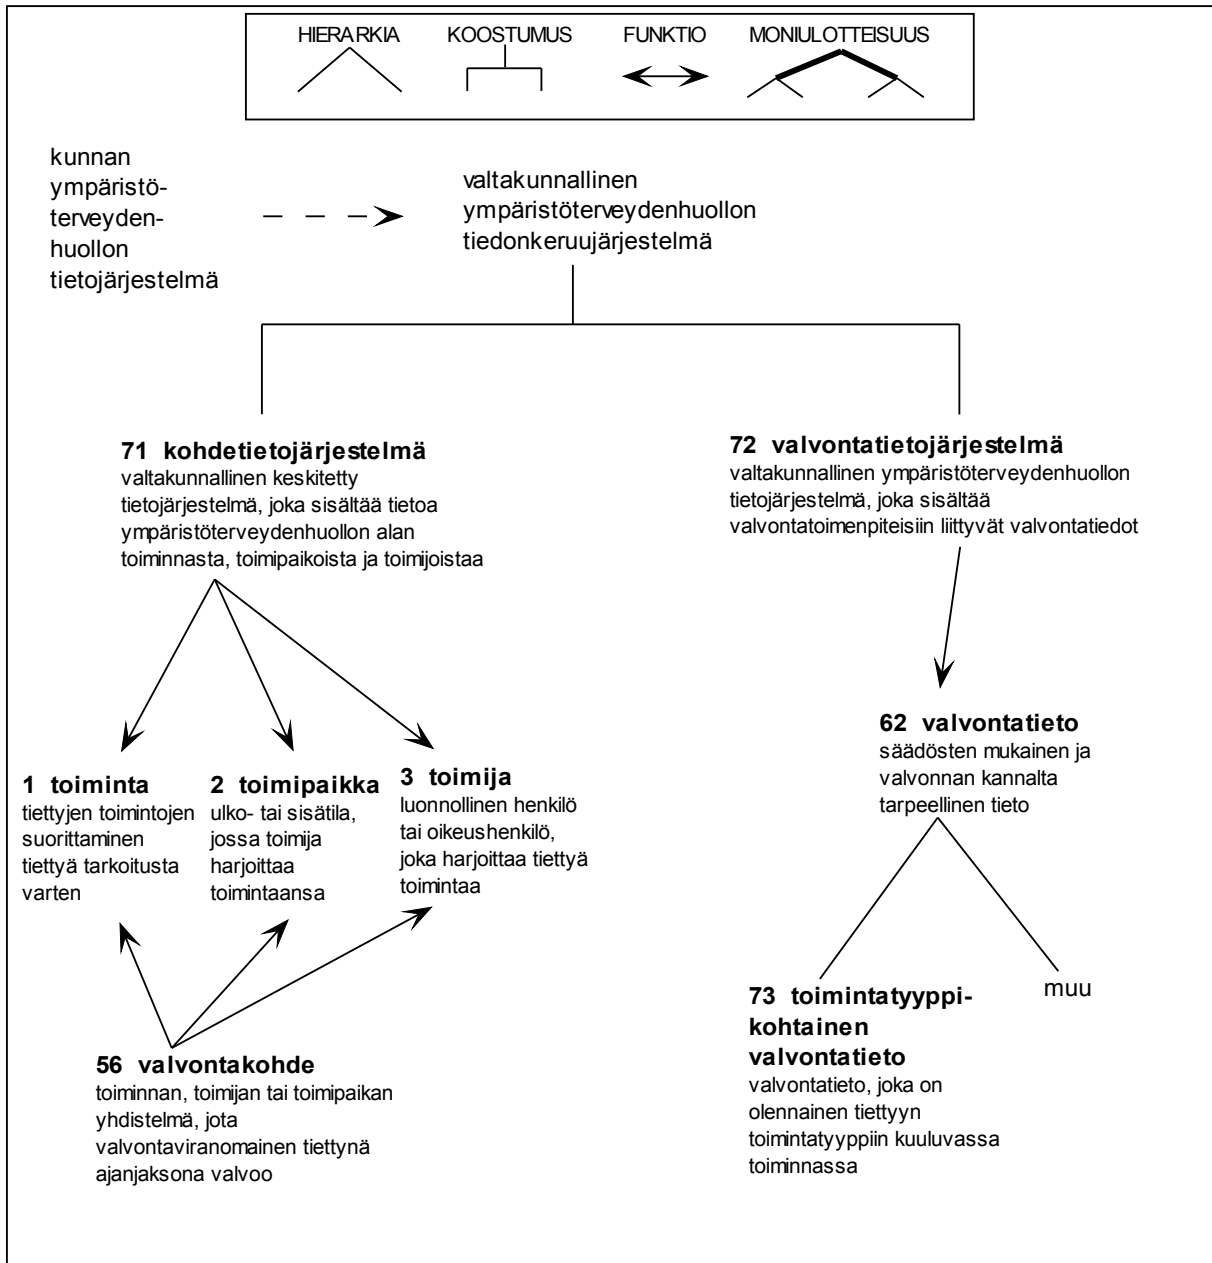 HIERARKIA KOOSTUMUS FUNKTIO MONIULOTTEISUUS
kunnan
ympäristö-
terveyden-
huollon
tietojärjestelmä
valtakunnallinen
ympäristöterveydenhuollon
tiedonkeruujärjestelmä
71 kohdetietojärjestelmä
valtakunnallinen keskitetty
tietojärjestelmä, joka sisältää tietoa
ympäristöterveydenhuollon alan
toiminnasta, toimipaikoista ja toimijoistaa
72 valvontatietojärjestelmä
valtakunnallinen ympäristöterveydenhuollon
tietojärjestelmä, joka sisältää
valvontatoimenpiteisiin liittyvät valvontatiedot
1 toiminta
tiettyjen toimintojen
suorittaminen
tiettyä tarkoitusta
varten
2 toimipaikka
ulko- tai sisätila,
jossa toimija
harjoittaa
toimintaansa
3 toimija
luonnollinen henkilö
tai oikeushenkilö,
joka harjoittaa tiettyä
toimintaa
62 valvontatieto
säädösten mukainen ja
valvonnan kannalta
tarpeellinen tieto
56 valvontakohde
toiminnan, toimijan tai toimipaikan
yhdistelmä, jota
valvontaviranomainen tiettynä
ajanjaksona valvoo
73 toimintatyyppi-
kohtainen
valvontatieto
valvontatieto, joka on
olennainen tiettyyn
toimintatyyppiin kuuluvassa
toiminnassa
muu